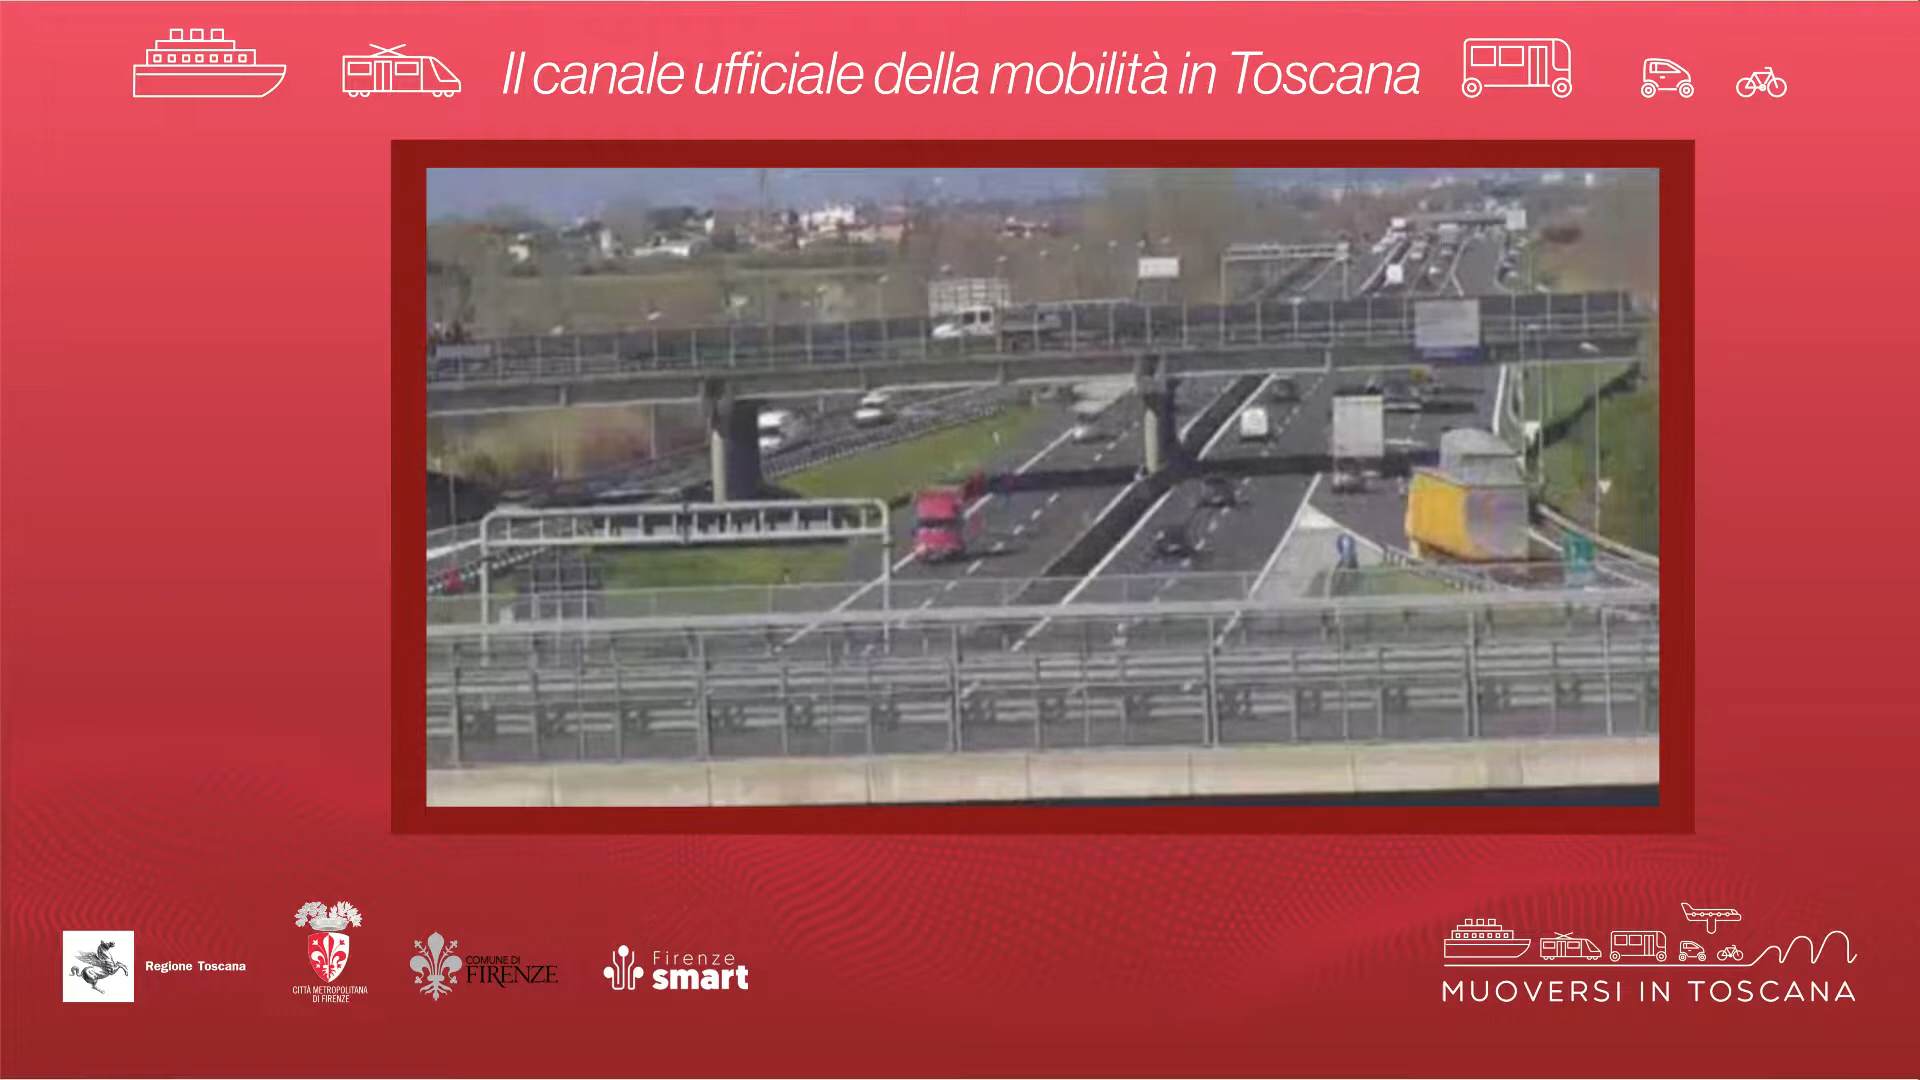 Il canale ufficiale della mobilità in Toscana
Regione Toscana
CITTÀ METROPOLITANA
DI FIRENZE
COMUNE DI
FIRENZE
Firenze
smart
MUOVERSI IN TOSCANA